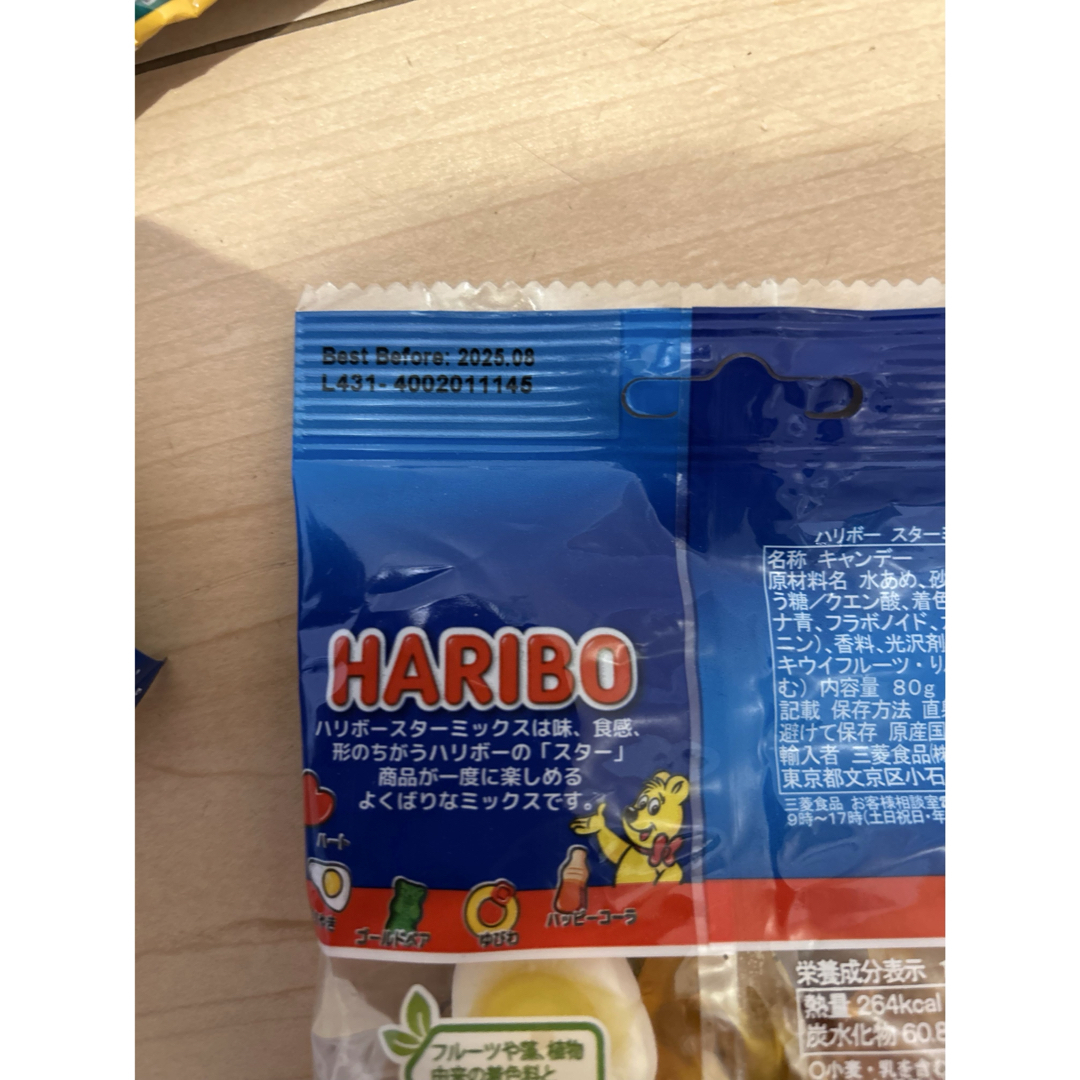 Best Before: 2025.08
L431- 4002011145
HARIBO
ハリボースターミックスは味、食感、
形のちがうハリボーの「スター」
商品が一度に楽しめる
よくばりなミックスです。
ハート
ゴールドベア
ゆびわ
ハッピーコーラ
フルーツや藻、植物
由来の着色料と
ハリボー スターミ
名称 キャンデー
原材料名 水あめ、砂
う糖/クエン酸、着色
ナ青、フラボノイド、
ニン)、香料、光沢剤
キウイフルーツ・り
む) 内容量 80g
記載 保存方法 直
避けて保存 原産国
輸入者 三菱食品㈱
東京都文京区小石
三菱食品 お客様相談室
9時~17時(土日祝日・年
栄養成分表示
熱量 264kcal
炭水化物 60.8
○小麦・乳を含む